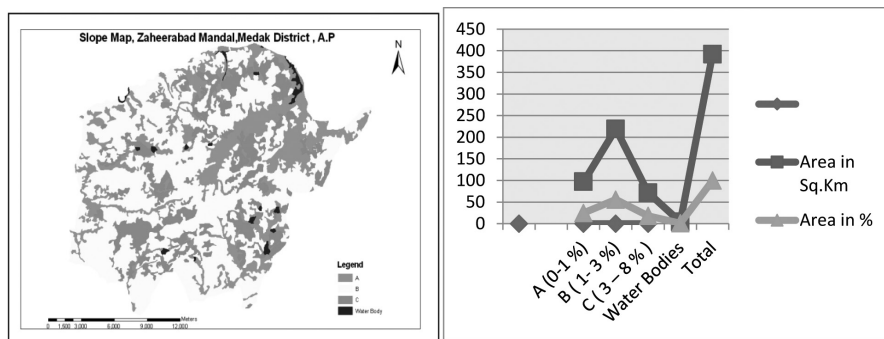 Slope Map, Zaheerabad Mandal,Medak District , A.P
N
Legend
A
B
C
Water Body
Meters
0 1,500 3,000 6,000 9,000 12,000
450
400
350
300
250
200
150
100
50
0
A (0-1 %)
B ( 1- 3 %)
C ( 3 – 8 % )
Water Bodies
Total
Area in
Sq.Km
Area in %